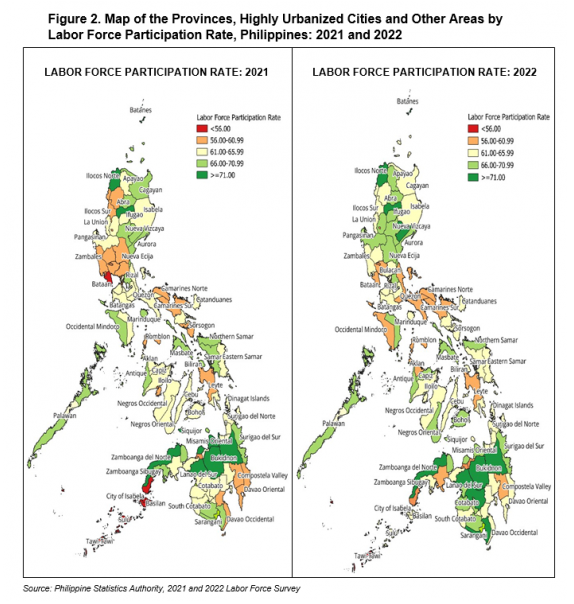 Figure 2. Map of the Provinces, Highly Urbanized Cities and Other Areas by
Labor Force Participation Rate, Philippines: 2021 and 2022
LABOR FORCE PARTICIPATION RATE: 2021
Batanes
Labor Force Participation Rate
<56.00
56.00-60.99
61.00-65.99
66.00-70.99
>=71.00
Ilocos Norte
Apayao
Cagayan
Abra
Ilocos Sur
Isabela
Ifugao
La Union
Nueva Vizcaya
Pangasinan
Aurora
Zambales
Nueva Ecija
Bataan
Rizal
Quezon
Camarines Norte
Batangas
Catanduanes
Camarines Sur
Marinduque
Occidental Mindoro
Sorsogon
Romblon
Northern Samar
Masbate
Aklan
Samar
Eastern Samar
Biliran
Capiz
Antique
Iloilo
Leyte
Cebu
Dinagat Islands
Palawan
Negros Occidental
Bohol
Surigao del Norte
Negros Oriental
Siquijor
Surigao del Sur
Misamis Oriental
Zamboanga del Norte
Bukidnon
Zamboanga Sibugay
Lanao del Sur
Compostela Valley
City of Isabela
Cotabato
Davao Oriental
Basilan
South Cotabato
Sulu
Davao Occidental
Sarangani
Tawi-Tawi
LABOR FORCE PARTICIPATION RATE: 2022
Batanes
Labor Force Participation Rate
<56.00
56.00-60.99
61.00-65.99
66.00-70.99
>=71.00
Ilocos Norte
Apayao
Cagayan
Abra
Ilocos Sur
Isabela
Ifugao
La Union
Nueva Vizcaya
Pangasinan
Aurora
Nueva Ecija
Zambales
Bulacan
Bataan
Rizal
Quezon
Camarines Norte
Batangas
Catanduanes
Camarines Sur
Marinduque
Occidental Mindoro
Sorsogon
Romblon
Northern Samar
Masbate
Aklan
Samar
Eastern Samar
Biliran
Capiz
Antique
Iloilo
Leyte
Cebu
Dinagat Islands
Palawan
Negros Occidental
Bohol
Surigao del Norte
Negros Oriental
Siquijor
Surigao del Sur
Misamis Oriental
Zamboanga del Norte
Bukidnon
Zamboanga Sibugay
Lanao del Sur
Compostela Valley
City of Isabela
Cotabato
Davao Oriental
Basilan
South Cotabato
Sulu
Sarangani
Davao Occidental
Tawi-Tawi
Source: Philippine Statistics Authority, 2021 and 2022 Labor Force Survey